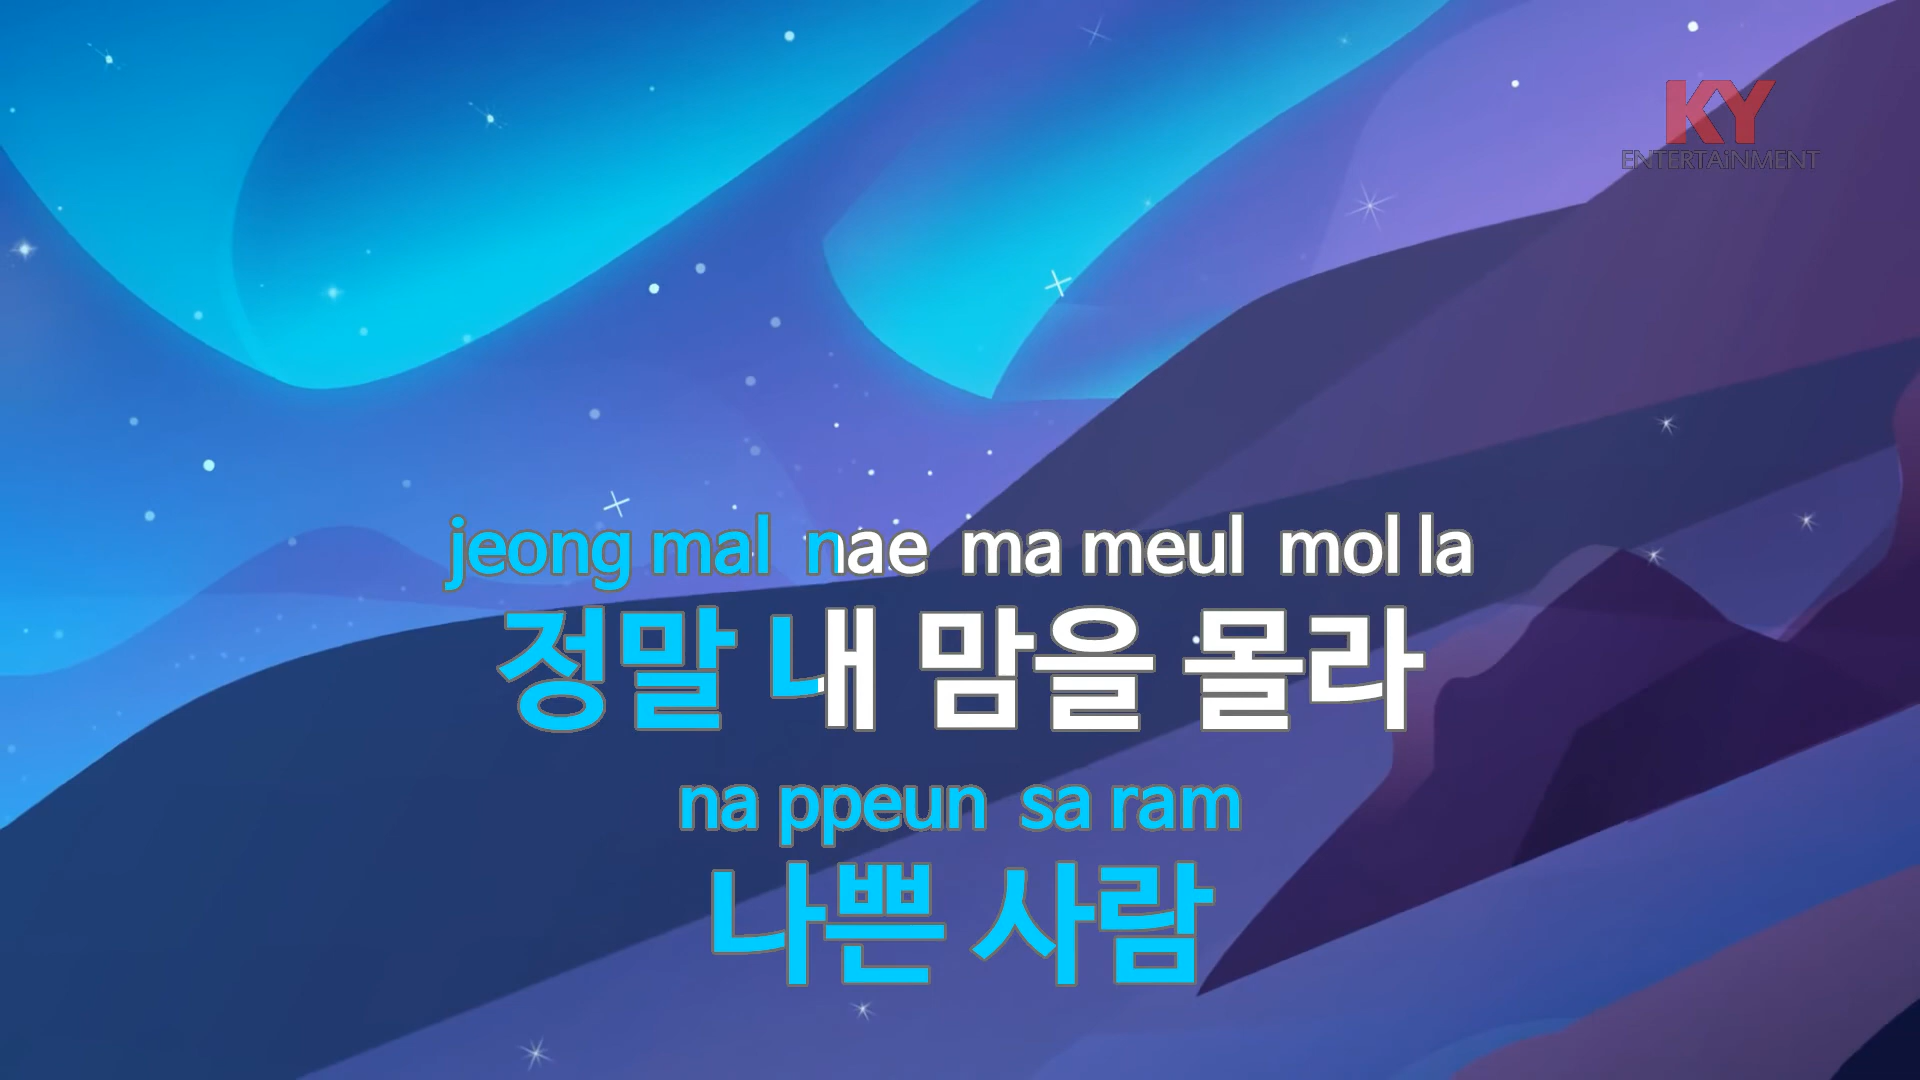 KY
ENTERTAiNMENT
jeong mal nae ma meul mol la
정말 내 맘을 몰라
na ppeun sa ram
나쁜 사람